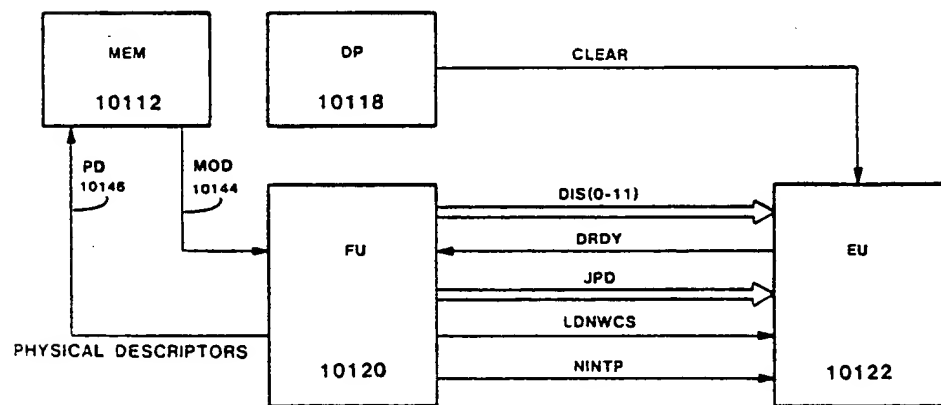 MEM
10112
DP
10118
CLEAR
PD
10146
MOD
10144
PHYSICAL DESCRIPTORS
FU
10120
DIS(0-11)
DRDY
JPD
LDNWCS
NINTP
EU
10122